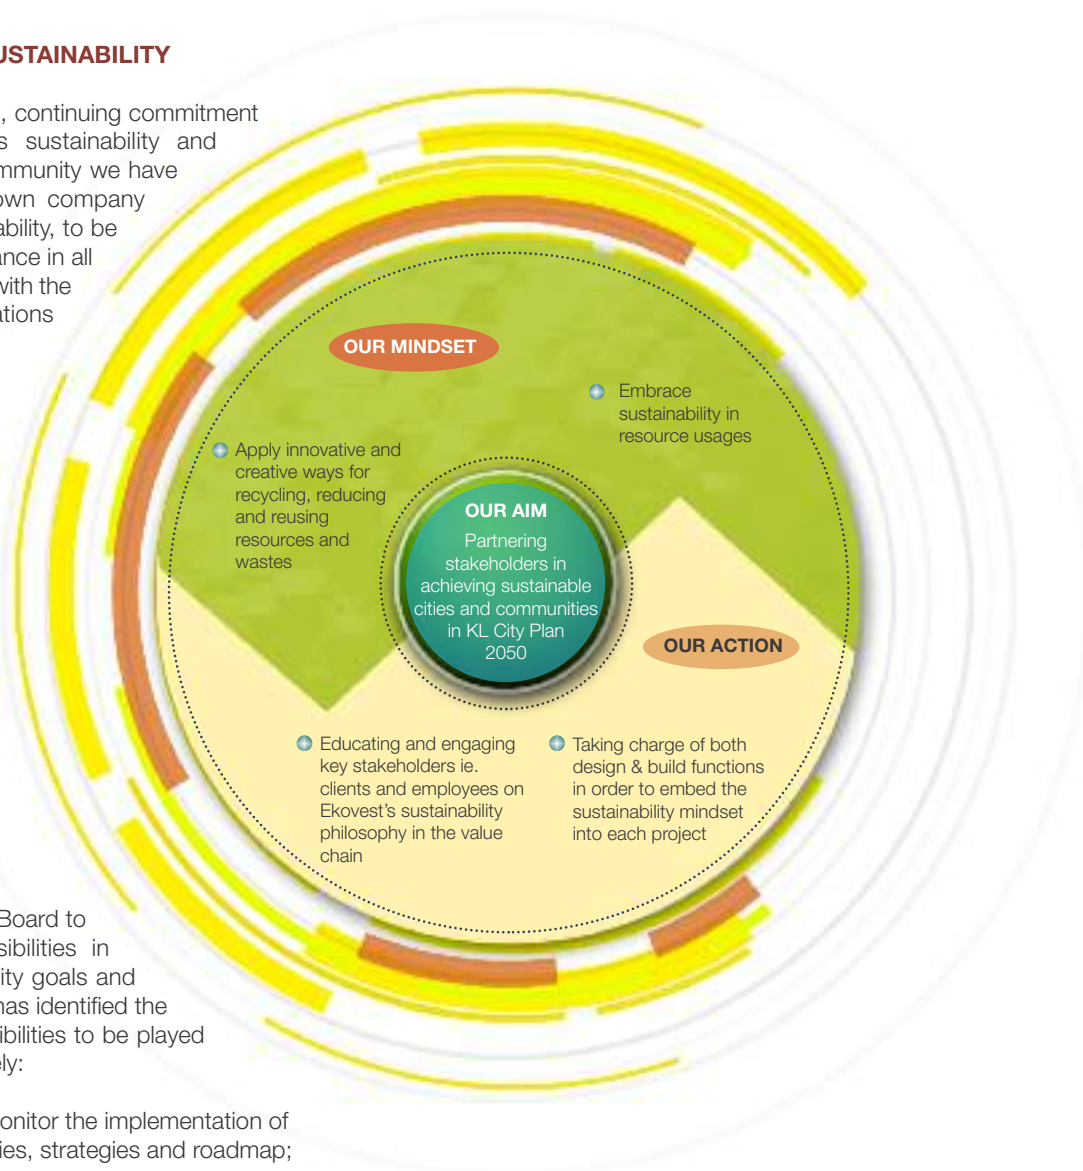 USTAINABILITY
, continuing commitment
s sustainability and
mmunity we have
own company
ability, to be
ance in all
with the
ations
OUR MINDSET
Embrace
sustainability in
resource usages
Apply innovative and
creative ways for
recycling, reducing
and reusing
resources and
wastes
OUR AIM
Partnering
stakeholders in
achieving sustainable
cities and communities
in KL City Plan
2050
OUR ACTION
Educating and engaging
key stakeholders ie.
clients and employees on
Ekovest's sustainability
philosophy in the value
chain
Taking charge of both
design & build functions
in order to embed the
sustainability mindset
into each project
Board to
sibilities in
ity goals and
has identified the
ibilities to be played
ely:
onitor the implementation of
ies, strategies and roadmap;